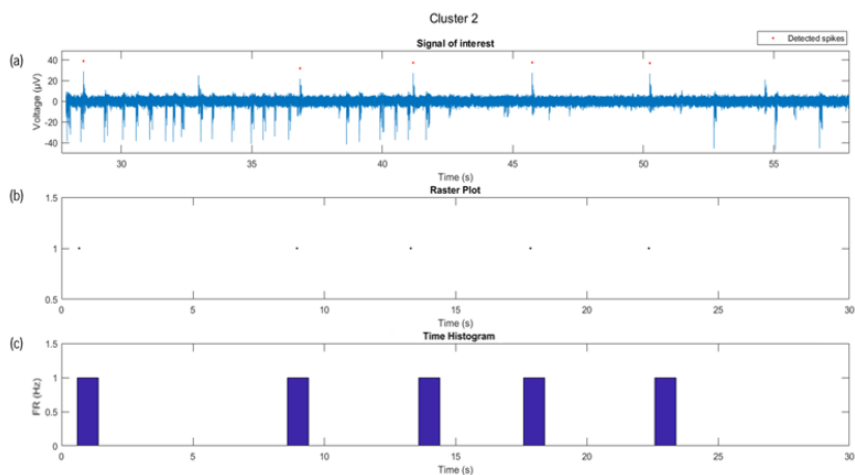 Cluster 2
Detected spikes
(a)
Signal of interest
Voltage (µV)
40
20
0
-20
-40
30
35
40
45
50
55
Time (s)
(b)
Raster Plot
1.5
1
0.5
0
5
10
15
20
25
30
Time (s)
(c)
Time Histogram
FR (Hz)
1.5
1
0.5
0
0
5
10
15
20
25
30
Time (s)